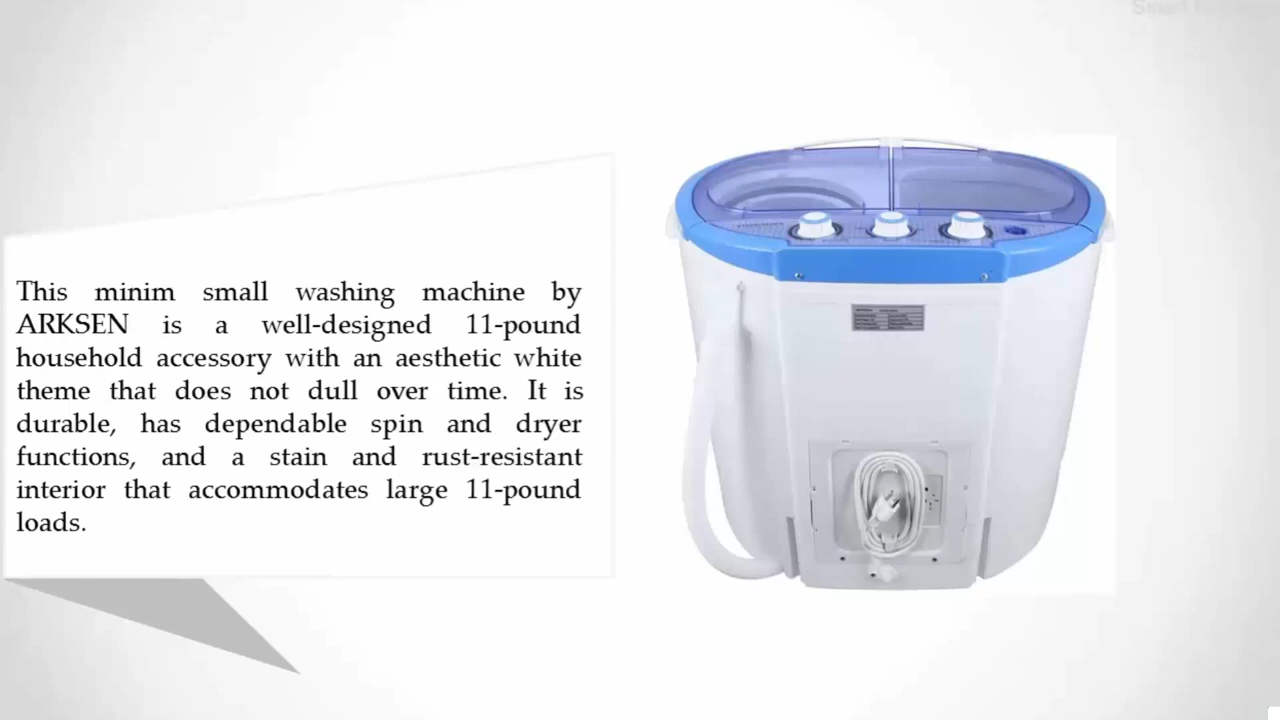 This minim small washing machine by
ARKSEN is a well-designed 11-pound
household accessory with an aesthetic white
theme that does not dull over time. It is
durable, has dependable spin and dryer
functions, and a stain and rust-resistant
interior that accommodates large 11-pound
loads.